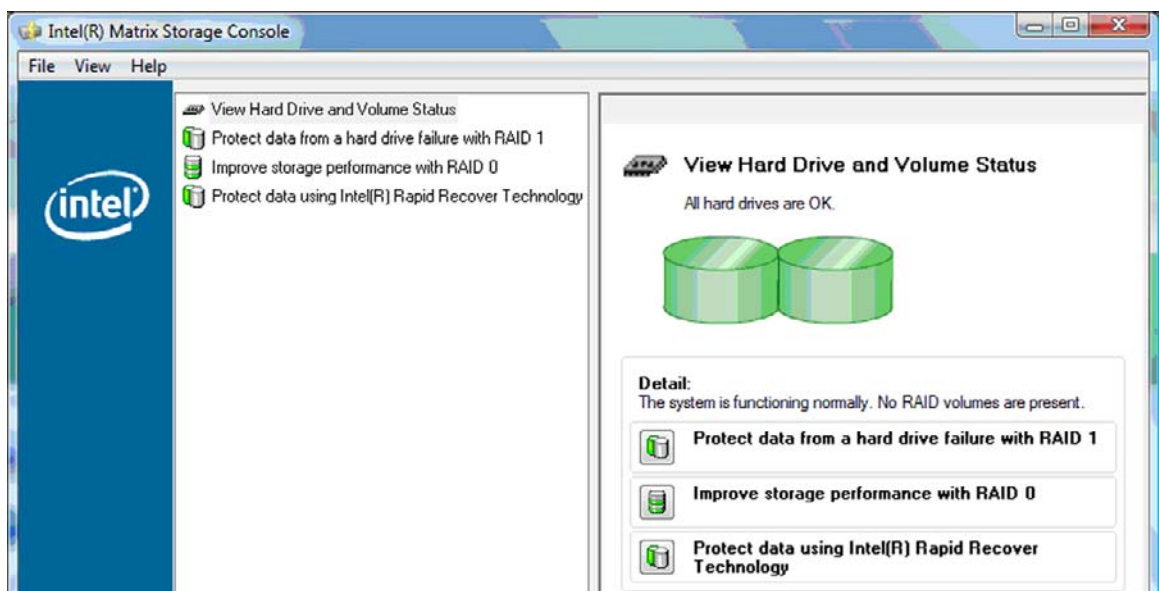 Intel(R) Matrix Storage Console
File View Help
intel
View Hard Drive and Volume Status
Protect data from a hard drive failure with RAID 1
Improve storage performance with RAID 0
Protect data using Intel(R) Rapid Recover Technology
View Hard Drive and Volume Status
All hard drives are OK.
Detail:
The system is functioning normally. No RAID volumes are present.
Protect data from a hard drive failure with RAID 1
Improve storage performance with RAID 0
Protect data using Intel(R) Rapid Recover
Technology